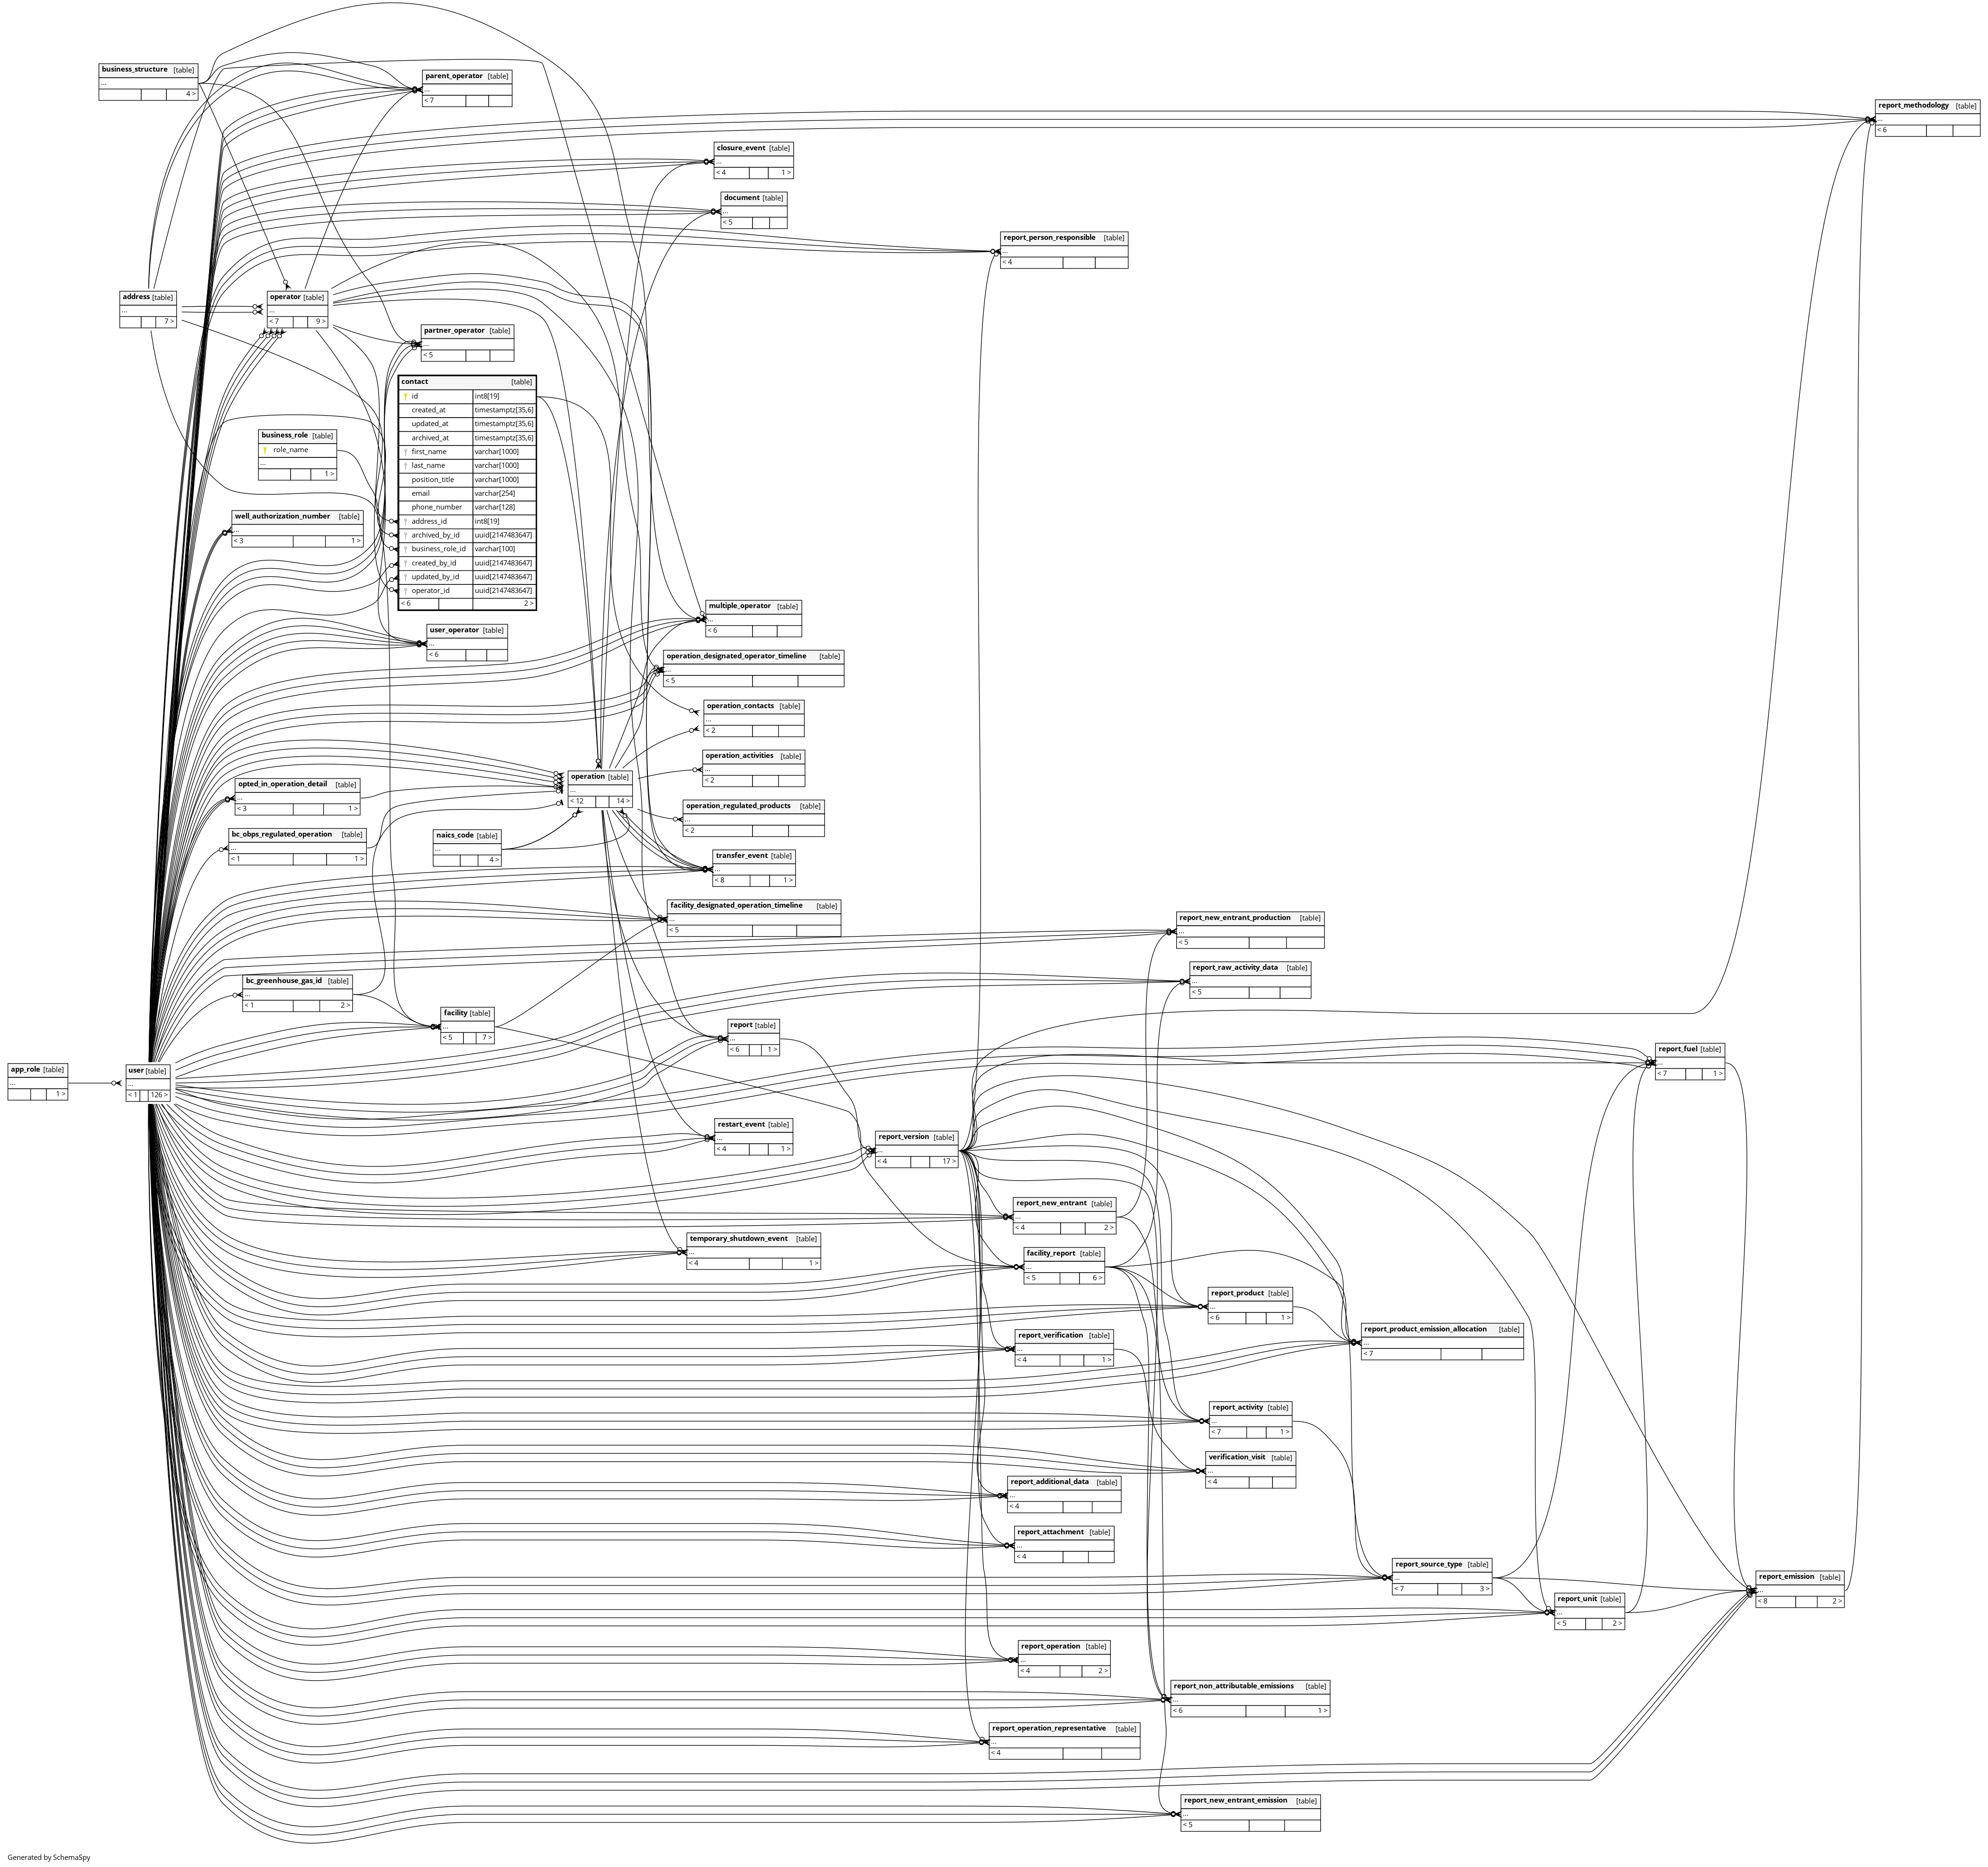 business_structure [table]
...
4 >
parent_operator [table]
...
< 7
report_methodology [table]
...
< 6
closure_event [table]
...
< 4 1 >
document [table]
...
< 5
report_person_responsible [table]
...
< 4
address [table]
...
7 >
operator [table]
...
< 7 9 >
partner_operator [table]
...
< 5
contact [table]
id int8[19]
created_at timestamptz[35,6]
updated_at timestamptz[35,6]
archived_at timestamptz[35,6]
first_name varchar[1000]
last_name varchar[1000]
position_title varchar[1000]
email varchar[254]
phone_number varchar[128]
address_id int8[19]
archived_by_id uuid[2147483647]
business_role_id varchar[100]
created_by_id uuid[2147483647]
updated_by_id uuid[2147483647]
operator_id uuid[2147483647]
< 6 2 >
business_role [table]
role_name
...
1 >
well_authorization_number [table]
...
< 3 1 >
multiple_operator [table]
...
< 6
user_operator [table]
...
< 6
operation_designated_operator_timeline [table]
...
< 5
operation_contacts [table]
...
< 2
operation_activities [table]
...
< 2
operation [table]
...
< 12 14 >
opted_in_operation_detail [table]
...
< 3 1 >
operation_regulated_products [table]
...
< 2
bc_obps_regulated_operation [table]
...
< 1 1 >
naics_code [table]
...
4 >
transfer_event [table]
...
< 8 1 >
facility_designated_operation_timeline [table]
...
< 5
report_new_entrant_production [table]
...
< 5
report_raw_activity_data [table]
...
< 5
bc_greenhouse_gas_id [table]
...
< 1 2 >
facility [table]
...
< 5 7 >
report [table]
...
< 6 1 >
report_fuel [table]
...
< 7 1 >
app_role [table]
...
1 >
user [table]
...
< 1 126 >
restart_event [table]
...
< 4 1 >
report_version [table]
...
< 4 17 >
report_new_entrant [table]
...
< 4 2 >
temporary_shutdown_event [table]
...
< 4 1 >
facility_report [table]
...
< 5 6 >
report_product [table]
...
< 6 1 >
report_verification [table]
...
< 4 1 >
report_product_emission_allocation [table]
...
< 7
report_activity [table]
...
< 7 1 >
verification_visit [table]
...
< 4
report_additional_data [table]
...
< 4
report_attachment [table]
...
< 4
report_source_type [table]
...
< 7 3 >
report_emission [table]
...
< 8 2 >
report_unit [table]
...
< 5 2 >
report_operation [table]
...
< 4 2 >
report_non_attributable_emissions [table]
...
< 6 1 >
report_operation_representative [table]
...
< 4
report_new_entrant_emission [table]
...
< 5
Generated by SchemaSpy